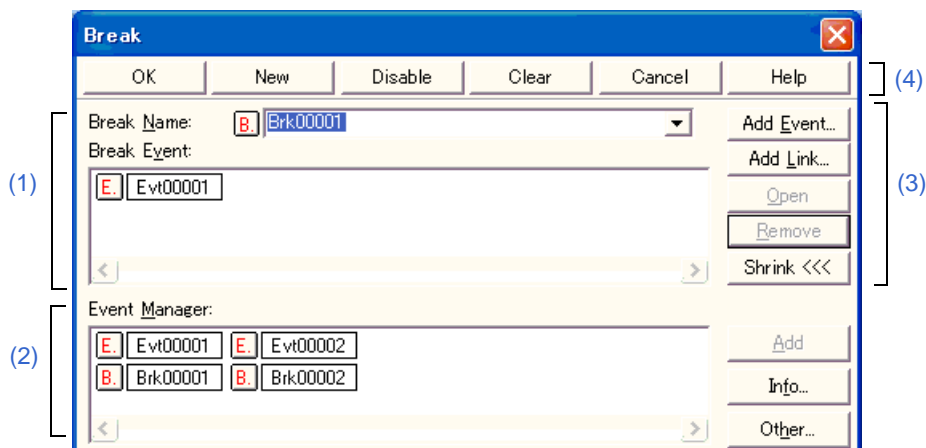 Break
OK New Disable Clear Cancel Help
(4)
Break Name: B. Brk00001 Add Event...
Break Event: Add Link...
(1)
E. Evt00001
(3)
Open
Remove
Shrink <<<
Event Manager:
(2)
E. Evt00001 E. Evt00002 Add
B. Brk00001 B. Brk00002 Info...
Other...